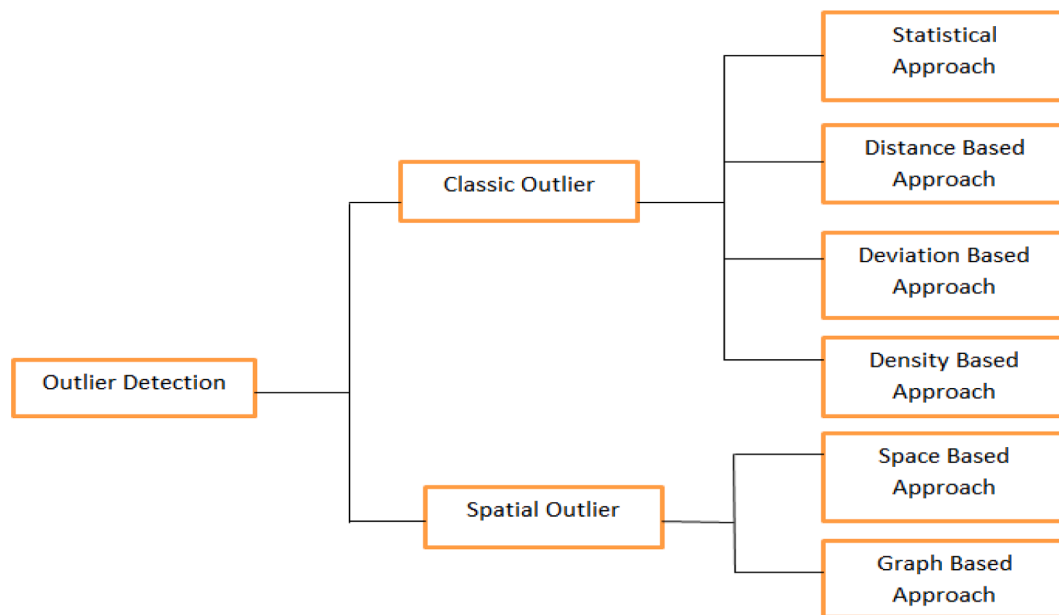 Statistical
Approach
Distance Based
Approach
Classic Outlier
Deviation Based
Approach
Outlier Detection
Density Based
Approach
Space Based
Approach
Spatial Outlier
Graph Based
Approach